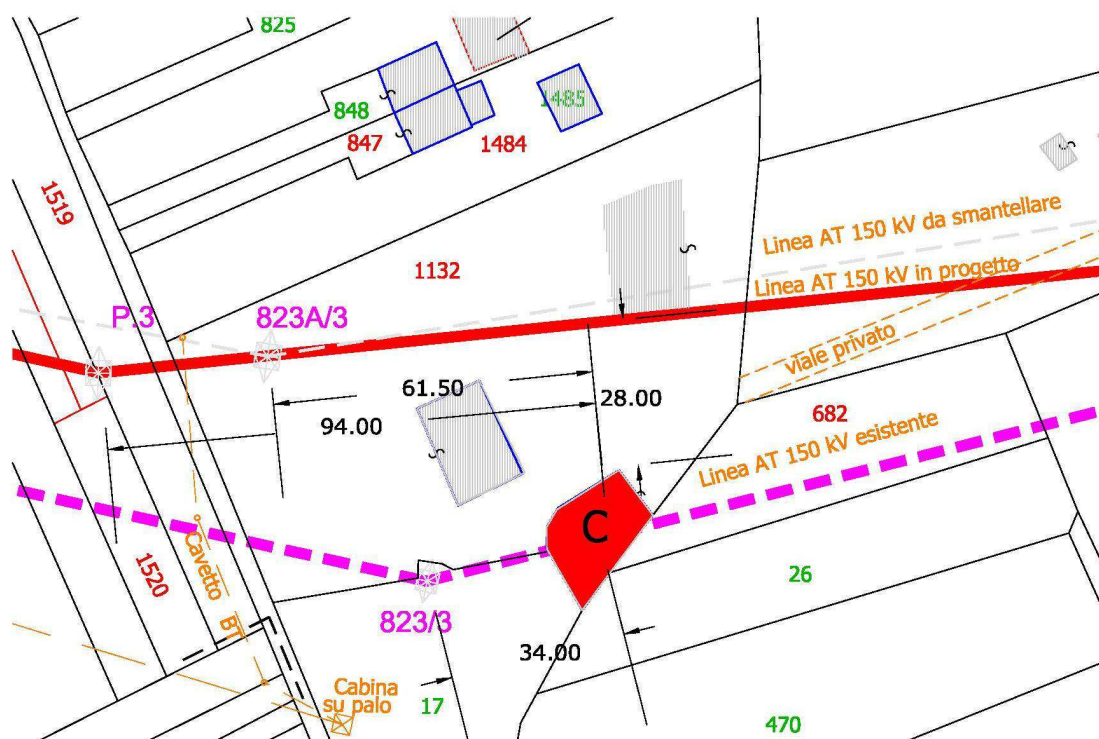 825
848
1485
847
1484
1519
Linea AT 150 kV da smantellare
1132
Linea AT 150 kV in progetto
P.3
823A/3
viale privato
61.50
28.00
94.00
682
Linea AT 150 kV esistente
C
1520
Cavetto BT
26
823/3
34.00
Cabina
su palo
17
470